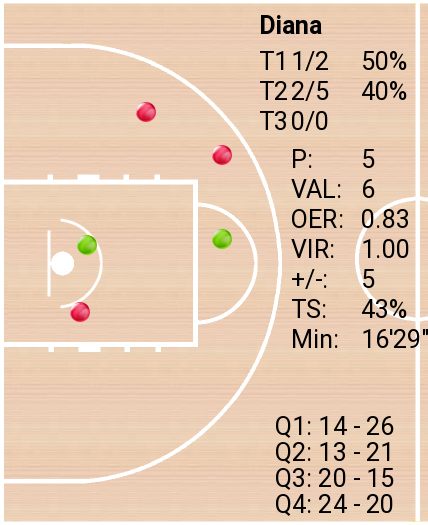 Diana
T1 1/2 50%
T2 2/5 40%
T3 0/0
P: 5
VAL: 6
OER: 0.83
VIR: 1.00
+/-: 5
TS: 43%
Min: 16'29"
Q1: 14 - 26
Q2: 13 - 21
Q3: 20 - 15
Q4: 24 - 20